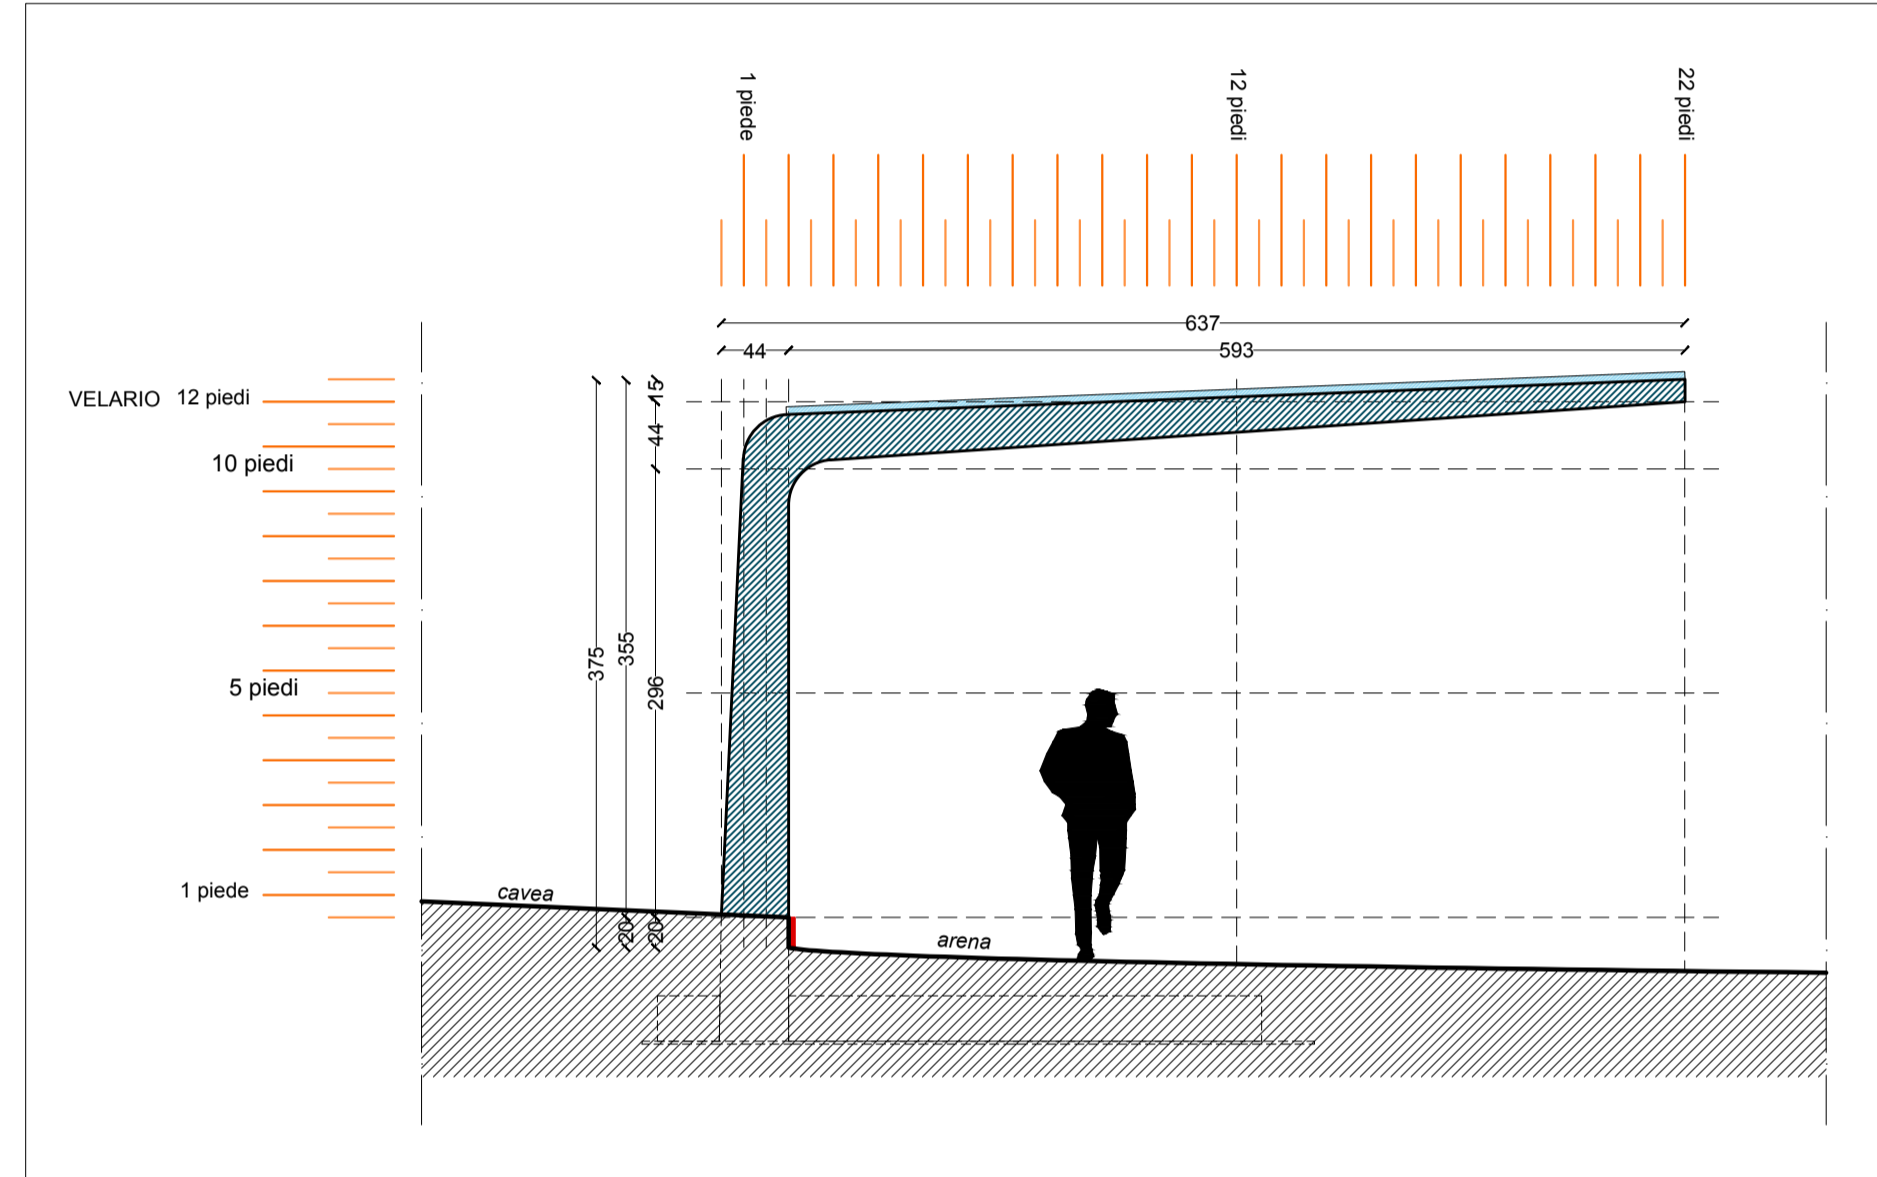 1 piede
12 piedi
22 piedi
637
44
593
VELARIO 12 piedi
15
44
10 piedi
375
355
296
5 piedi
1 piede
cavea
20
20
arena